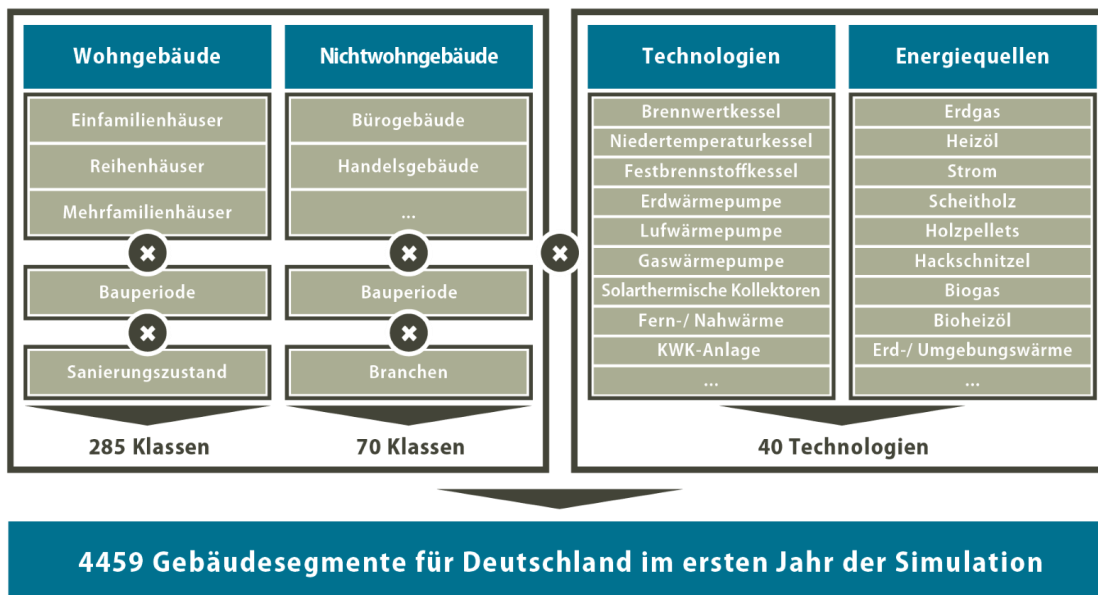 Wohngebäude
Einfamilienhäuser
Reihenhäuser
Mehrfamilienhäuser
Bauperiode
Sanierungszustand
285 Klassen
Nichtwohngebäude
Bürogebäude
Handelsgebäude
...
Bauperiode
Branchen
70 Klassen
Technologien
Brennwertkessel
Niedertemperaturkessel
Festbrennstoffkessel
Erdwärmepumpe
Lufwärmepumpe
Gaswärmepumpe
Solarthermische Kollektoren
Fern-/ Nahwärme
KWK-Anlage
...
Energiequellen
Erdgas
Heizöl
Strom
Scheitholz
Holzpellets
Hackschnitzel
Biogas
Bioheizöl
Erd-/ Umgebungswärme
...
40 Technologien
4459 Gebäudesegmente für Deutschland im ersten Jahr der Simulation